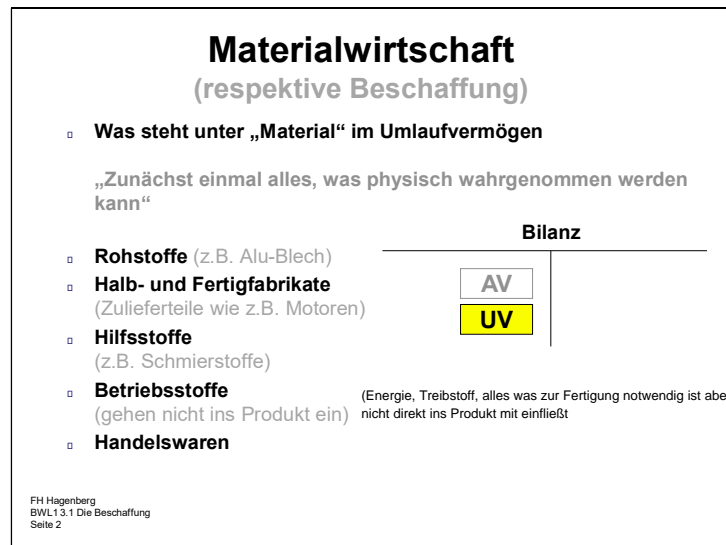 Materialwirtschaft
(respektive Beschaffung)
Was steht unter „Material“ im Umlaufvermögen
„Zunächst einmal alles, was physisch wahrgenommen werden
kann“
Rohstoffe (z.B. Alu-Blech)
Halb- und Fertigfabrikate
(Zulieferteile wie z.B. Motoren)
Hilfsstoffe
(z.B. Schmierstoffe)
Betriebsstoffe
(gehen nicht ins Produkt ein)
Handelswaren
Bilanz
AV
UV
(Energie, Treibstoff, alles was zur Fertigung notwendig ist abe
nicht direkt ins Produkt mit einfließt
FH Hagenberg
BWL1 3.1 Die Beschaffung
Seite 2